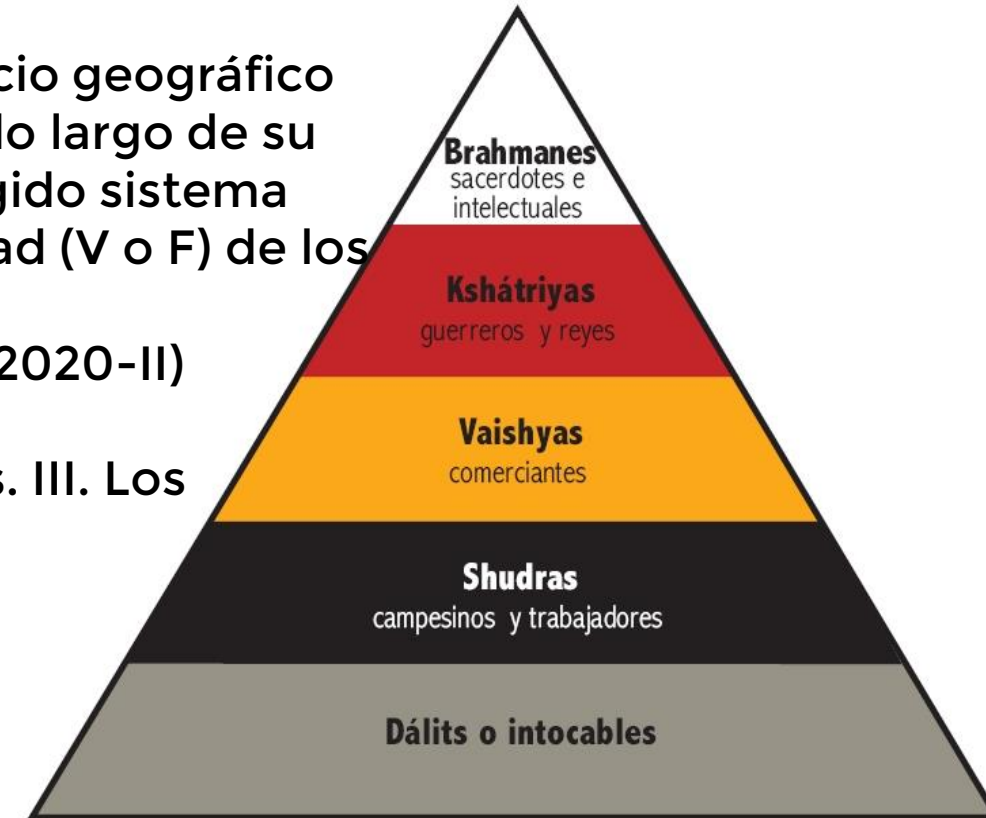 cio geográfico
lo largo de su
gido sistema
ad (V o F) de los
2020-II)
s. III. Los
Brahmanes
sacerdotes e
intelectuales
Kshátriyas
guerreros y reyes
Vaishyas
comerciantes
Shudras
campesinos y trabajadores
Dálits o intocables